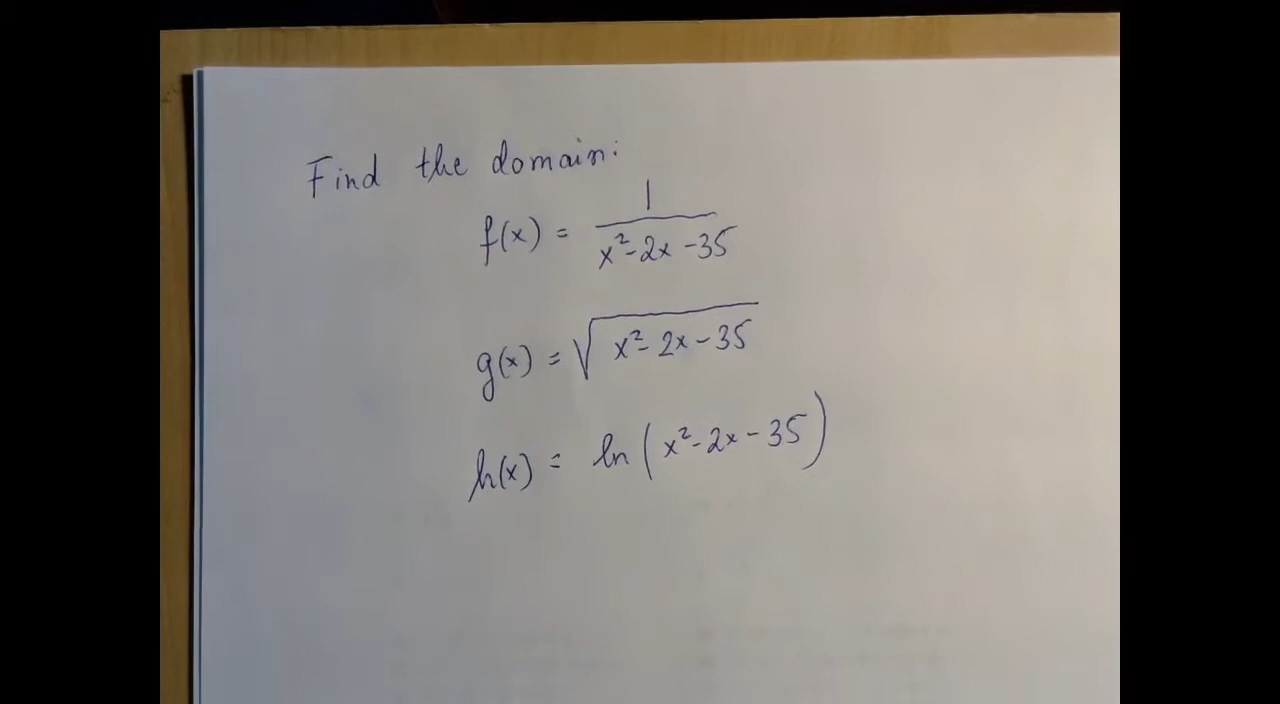 Find the domain:
f(x) = 1/(x²-2x-35)
g(x) = √(x²-2x-35)
h(x) = ln(x²-2x-35)